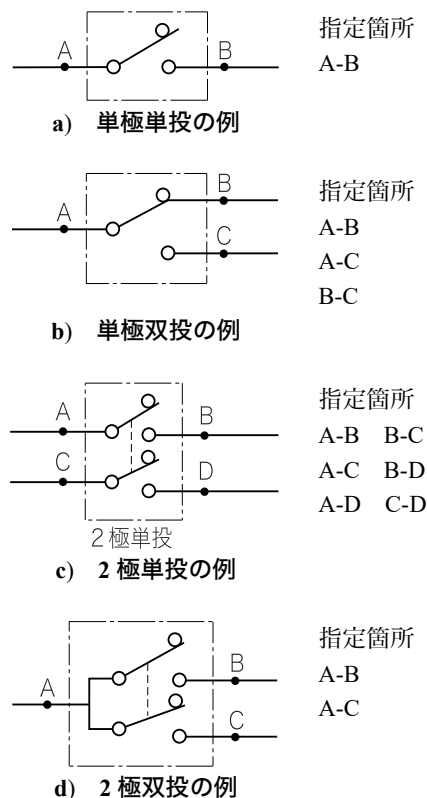 指定箇所
A
B
A-B
a) 単極単投の例
指定箇所
B
A
A-B
C
A-C
B-C
b) 単極双投の例
指定箇所
A
B
A-B B-C
C
D
A-C B-D
A-D C-D
2極単投
c) 2極単投の例
指定箇所
B
A-B
A
A-C
C
d) 2極双投の例